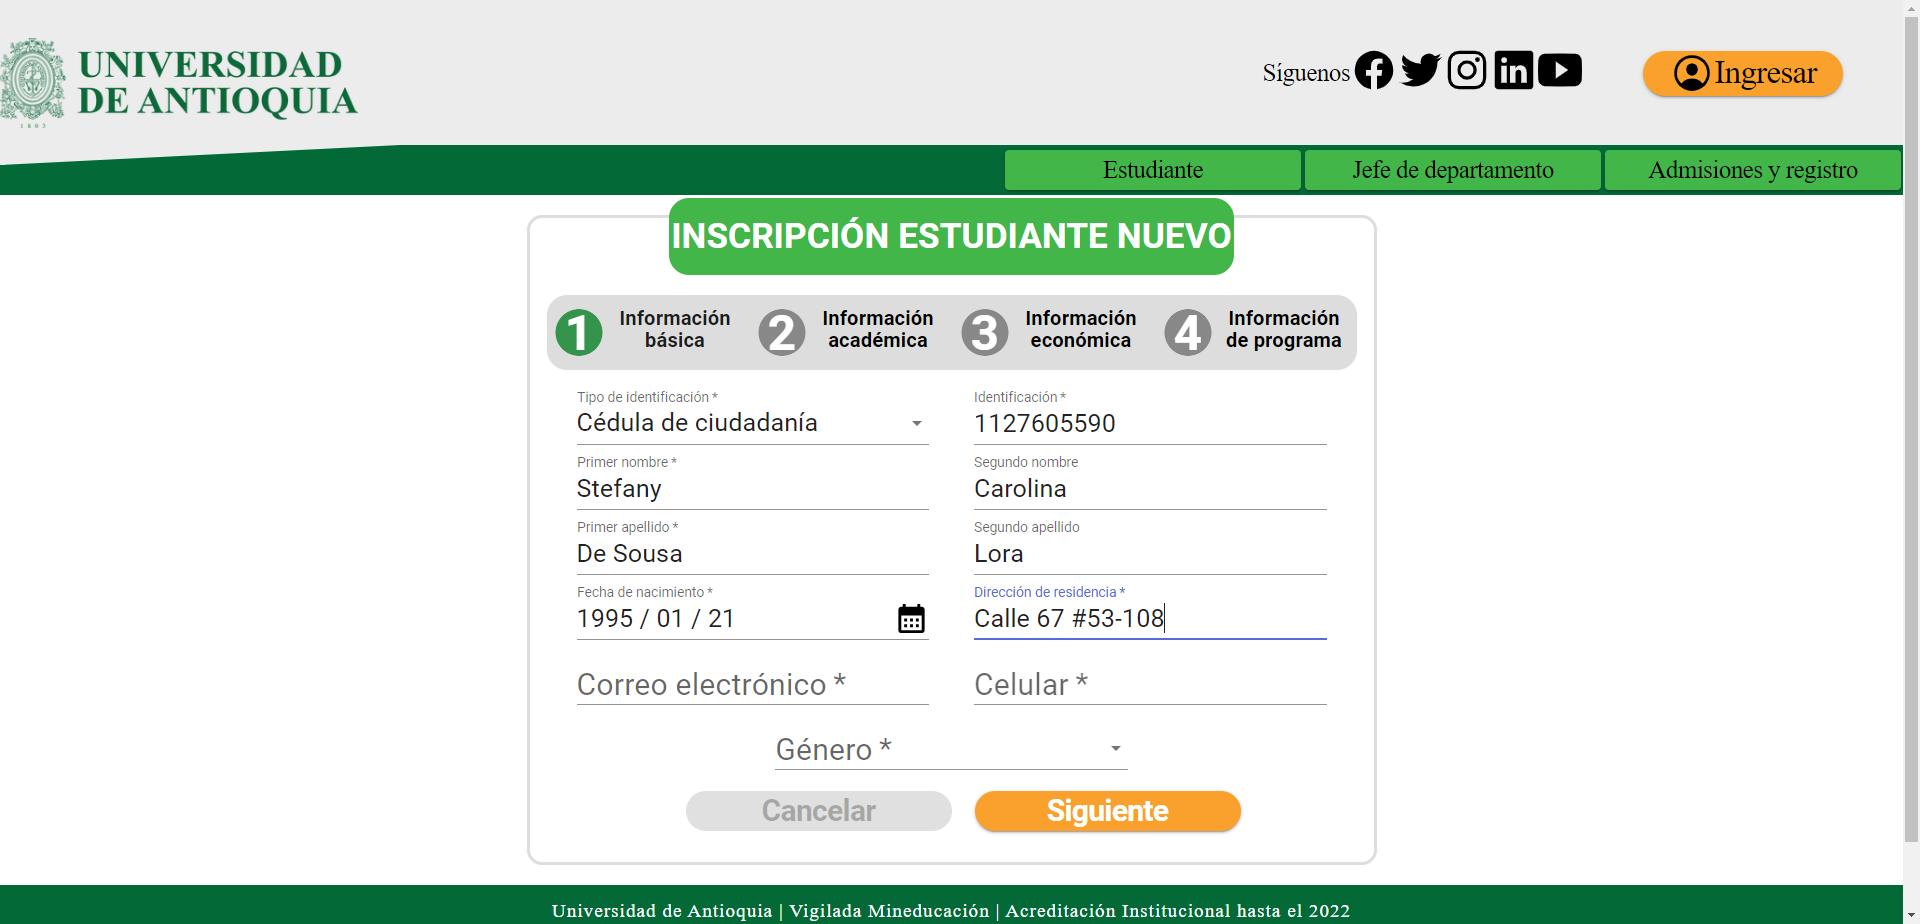 UNIVERSIDAD
DE ANTIOQUIA
1803
Síguenos
Ingresar
Estudiante
Jefe de departamento
Admisiones y registro
INSCRIPCIÓN ESTUDIANTE NUEVO
1 Información básica
2 Información académica
3 Información económica
4 Información de programa
Tipo de identificación *
Cédula de ciudadanía
Identificación *
1127605590
Primer nombre *
Stefany
Segundo nombre
Carolina
Primer apellido *
De Sousa
Segundo apellido
Lora
Fecha de nacimiento *
1995 / 01 / 21
Dirección de residencia *
Calle 67 #53-108
Correo electrónico *
Celular *
Género *
Cancelar
Siguiente
Universidad de Antioquia | Vigilada Mineducación | Acreditación Institucional hasta el 2022